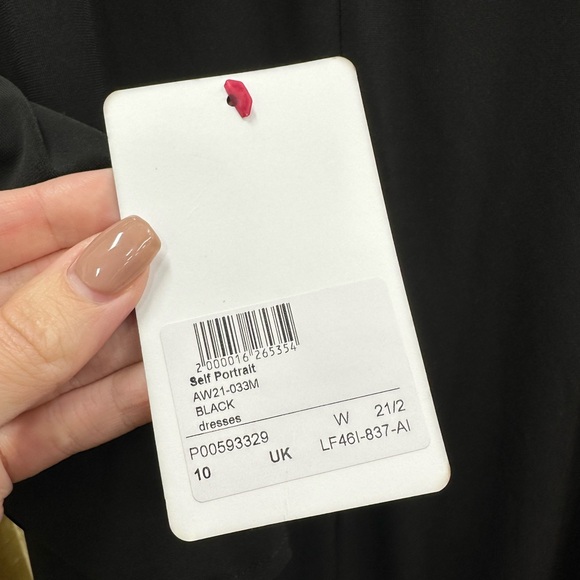 2 000016 265354
Self Portrait
AW21-033M
BLACK
dresses
P00593329 W 21/2
10 UK LF46I-837-AI